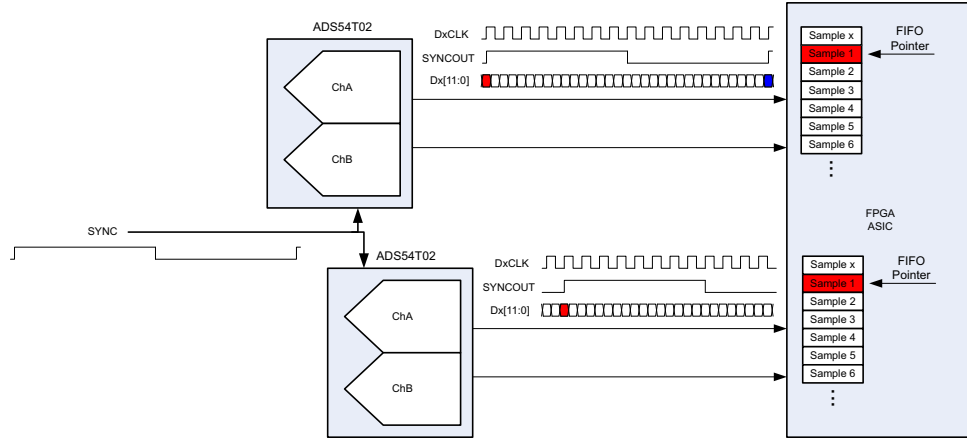 ADS54T02
DxCLK
SYNCOUT
Dx[11:0]
ChA
ChB
Sample x
Sample 1
Sample 2
Sample 3
Sample 4
Sample 5
Sample 6
FIFO
Pointer
SYNC
FPGA
ASIC
ADS54T02
DxCLK
SYNCOUT
Dx[11:0]
ChA
ChB
Sample x
Sample 1
Sample 2
Sample 3
Sample 4
Sample 5
Sample 6
FIFO
Pointer